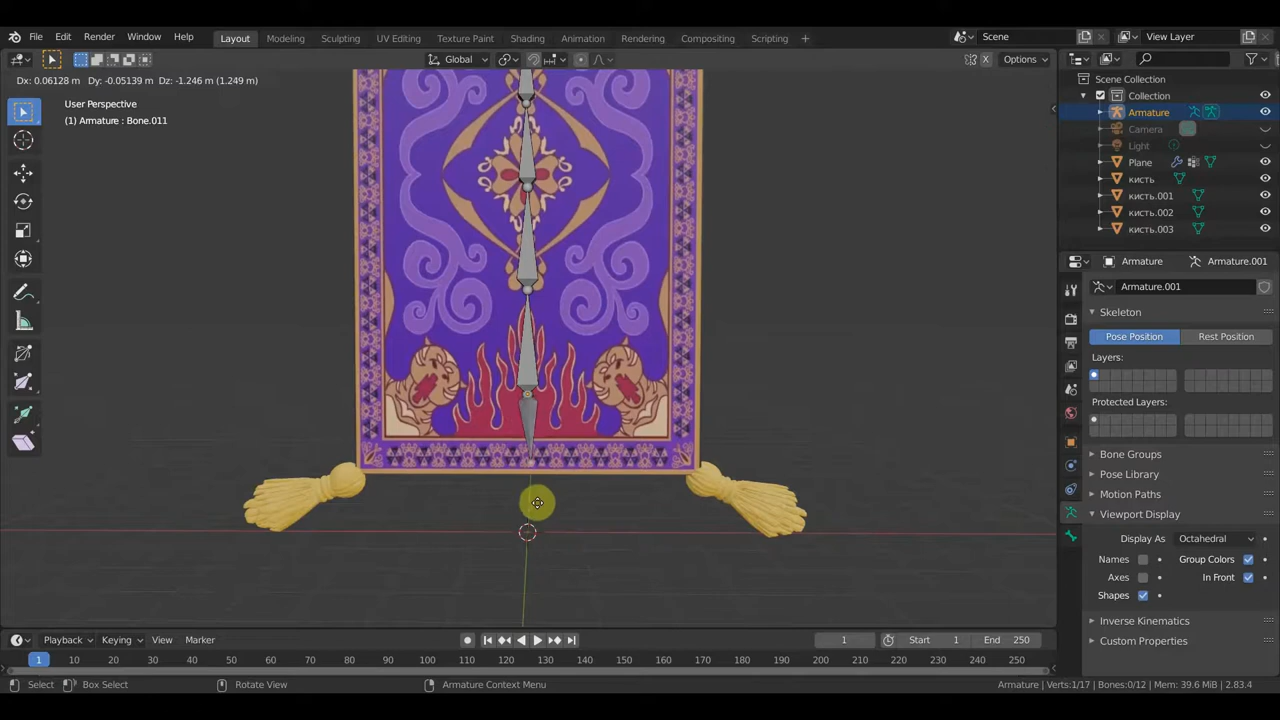 File Edit Render Window Help
Layout Modeling Sculpting UV Editing Texture Paint Shading Animation Rendering Compositing Scripting +
Scene
View Layer
Global
X
Options
Dx: 0.06128 m Dy: -0.05139 m Dz: -1.246 m (1.249 m)
User Perspective
(1) Armature : Bone.011
Scene Collection
Collection
Armature
Camera
Light
Plane
кисть
кисть.001
кисть.002
кисть.003
Armature
Armature.001
Armature.001
Skeleton
Pose Position Rest Position
Layers:
Protected Layers:
Bone Groups
Pose Library
Motion Paths
Viewport Display
Display As Octahedral
Names Group Colors
Axes In Front
Shapes
Inverse Kinematics
Custom Properties
Playback Keying View Marker
1
Start 1
End 250
1 10 20 30 40 50 60 70 80 90 100 110 120 130 140 150 160 170 180 190 200 210 220 230 240 250
Select Box Select Rotate View Armature Context Menu
Armature | Verts:1/17 | Bones:0/12 | Mem: 39.6 MiB | 2.83.4